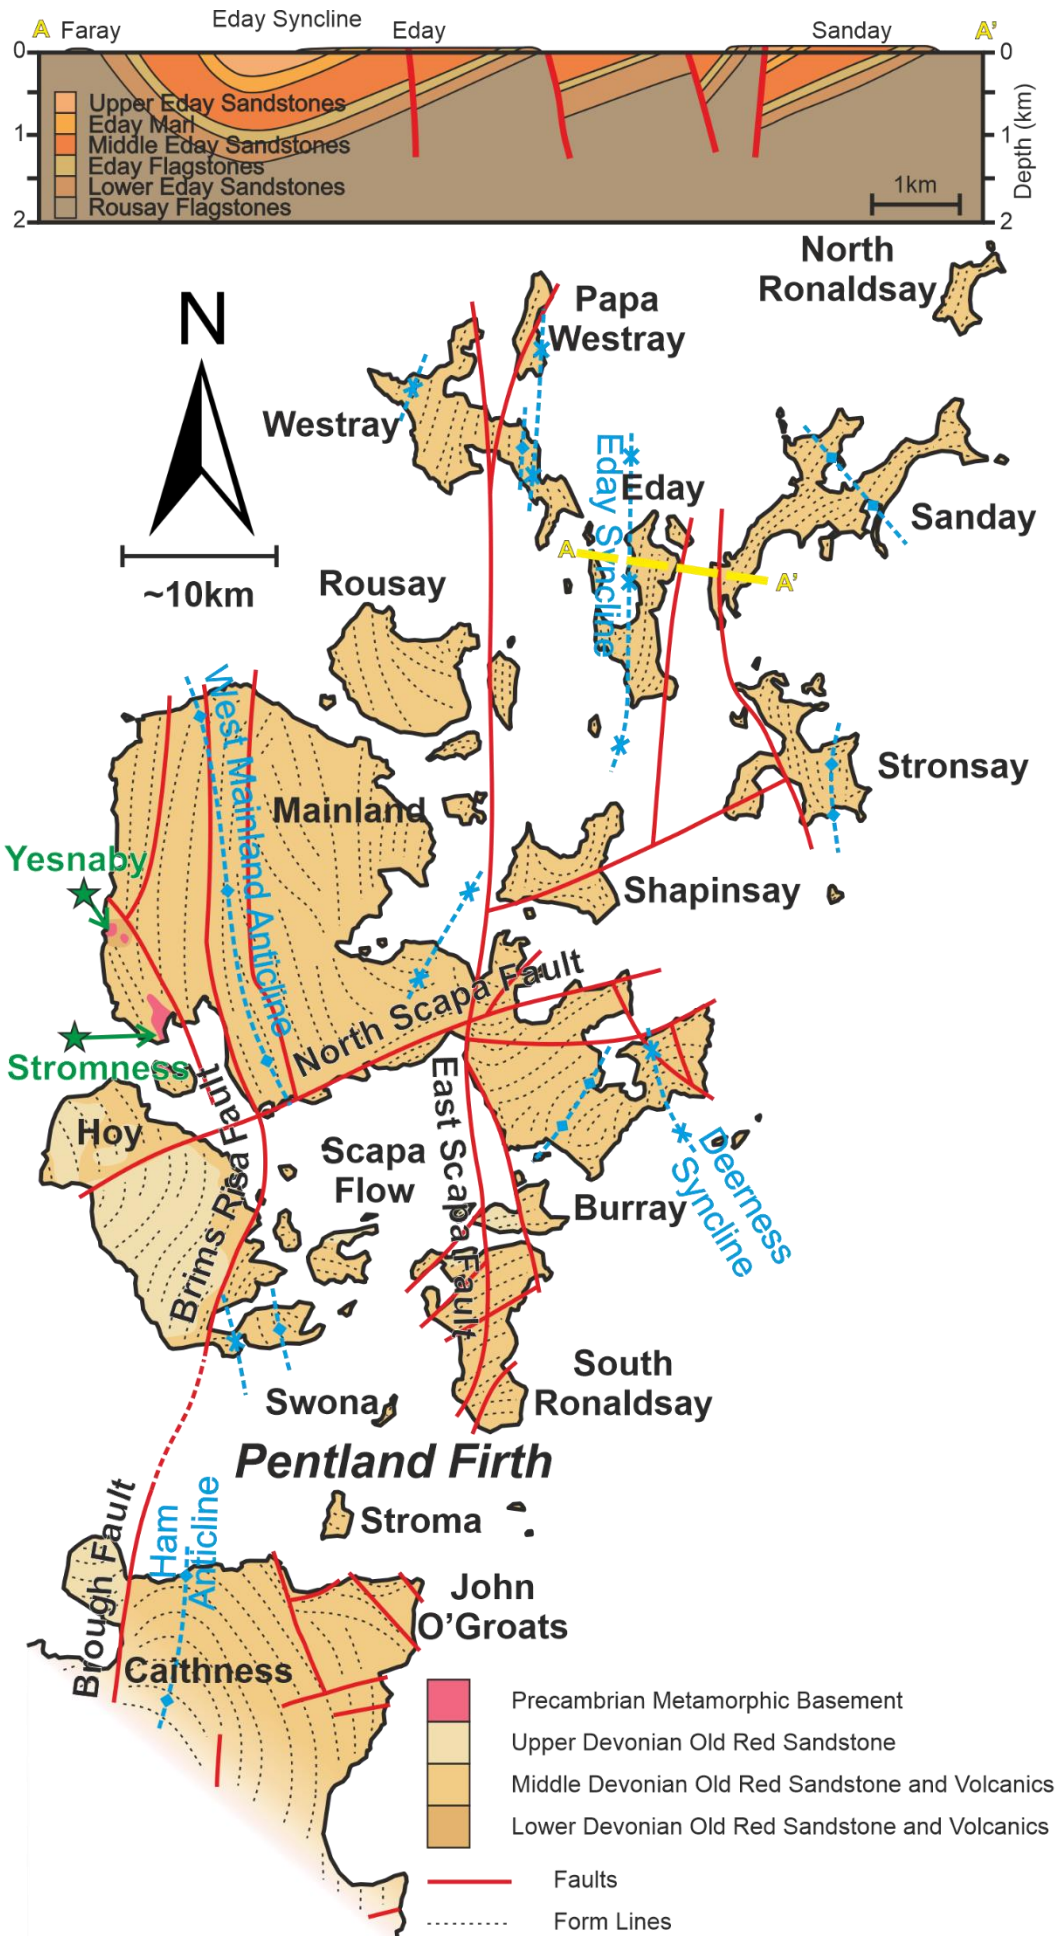 A Faray Eday Syncline Eday Sanday A'
0 0
Upper Eday Sandstones
Eday Marl
1 1
Middle Eday Sandstones
Eday Flagstones
Lower Eday Sandstones
Rousay Flagstones
2 2
Depth (km)
1km
North
Ronaldsay
N
Papa
Westray
Westray
Eday
Eday Syncline
Sanday
A
A'
~10km
Rousay
West Mainland Anticline
Mainland
Stronsay
Yesnaby
Shapinsay
North Scapa Fault
Stromness
Hoy
Brims Risa Fault
Scapa
Flow
East Scapa Fault
Burray
Deerness
Syncline
South
Ronaldsay
Swona
Pentland Firth
Stroma
Ham
Anticline
Brough Fault
John
O'Groats
Caithness
Precambrian Metamorphic Basement
Upper Devonian Old Red Sandstone
Middle Devonian Old Red Sandstone and Volcanics
Lower Devonian Old Red Sandstone and Volcanics
Faults
Form Lines